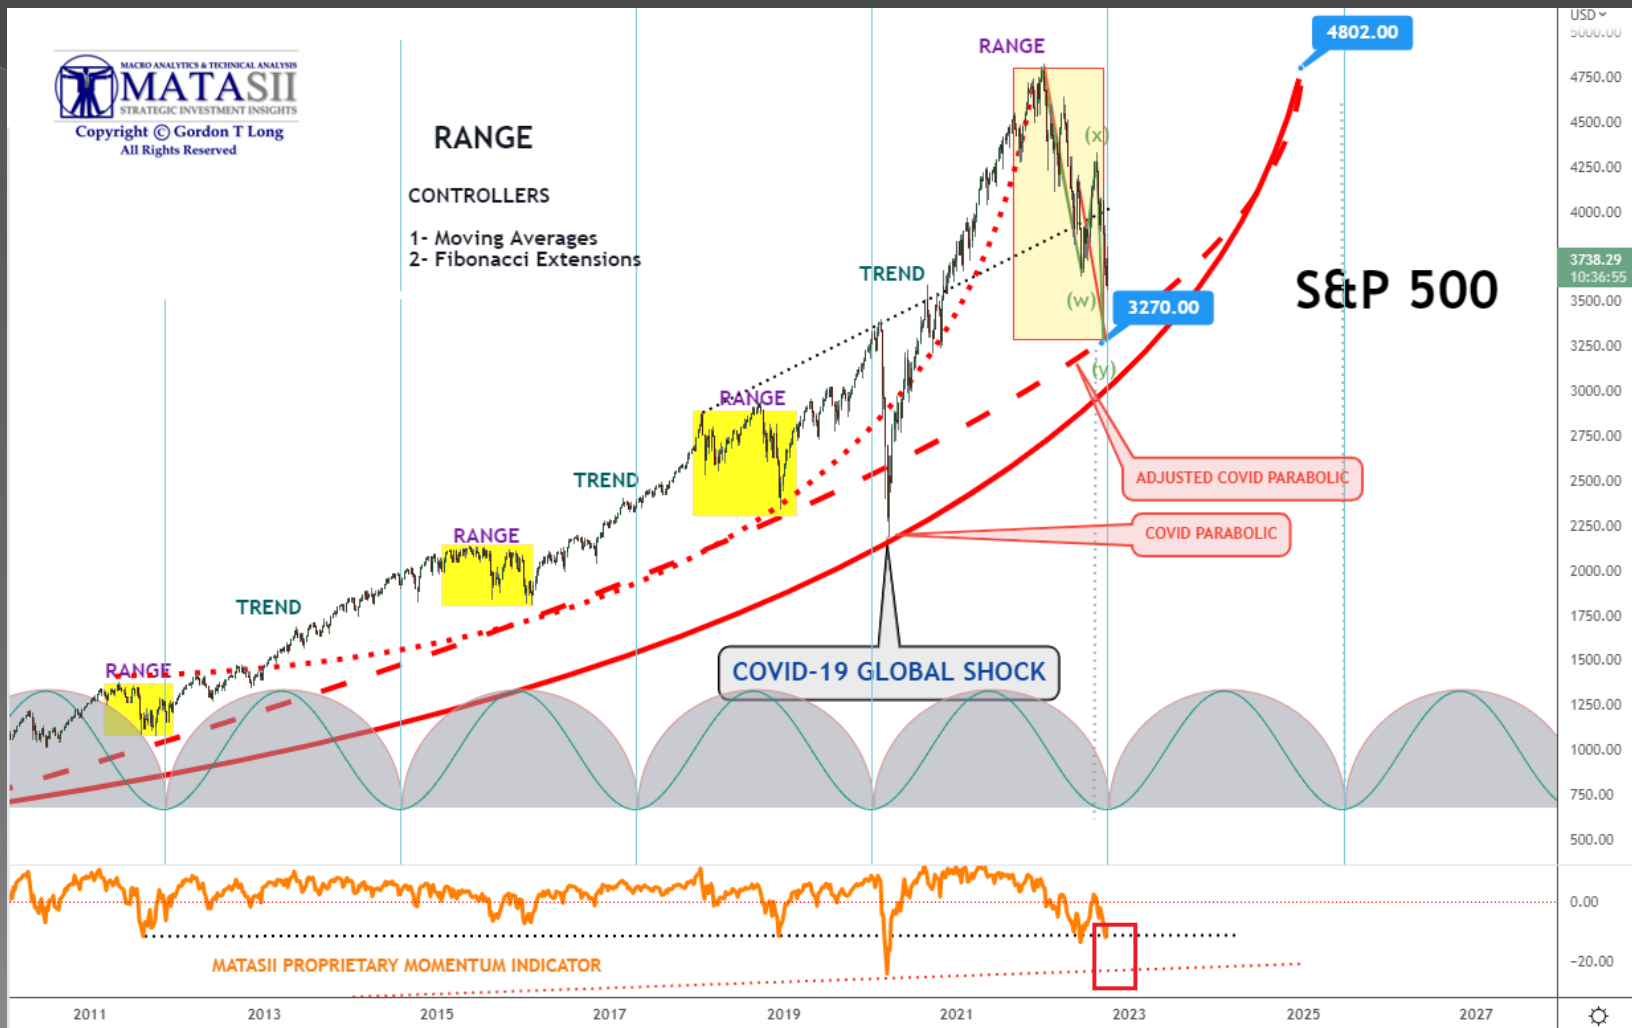 USD
5000.00
4802.00
RANGE
MACRO ANALYTICS & TECHNICAL ANALYSIS
MATASII
STRATEGIC INVESTMENT INSIGHTS
Copyright © Gordon T Long
All Rights Reserved
4750.00
RANGE
4500.00
(x)
4250.00
CONTROLLERS
4000.00
1- Moving Averages
2- Fibonacci Extensions
TREND
3738.29
10:36:55
S&P 500
(w)
3270.00
3500.00
3250.00
(y)
RANGE
3000.00
2750.00
TREND
ADJUSTED COVID PARABOLIC
2500.00
RANGE
COVID PARABOLIC
2250.00
2000.00
TREND
1750.00
RANGE
COVID-19 GLOBAL SHOCK
1500.00
1250.00
1000.00
750.00
500.00
0.00
MATASII PROPRIETARY MOMENTUM INDICATOR
−20.00
2011 2013 2015 2017 2019 2021 2023 2025 2027